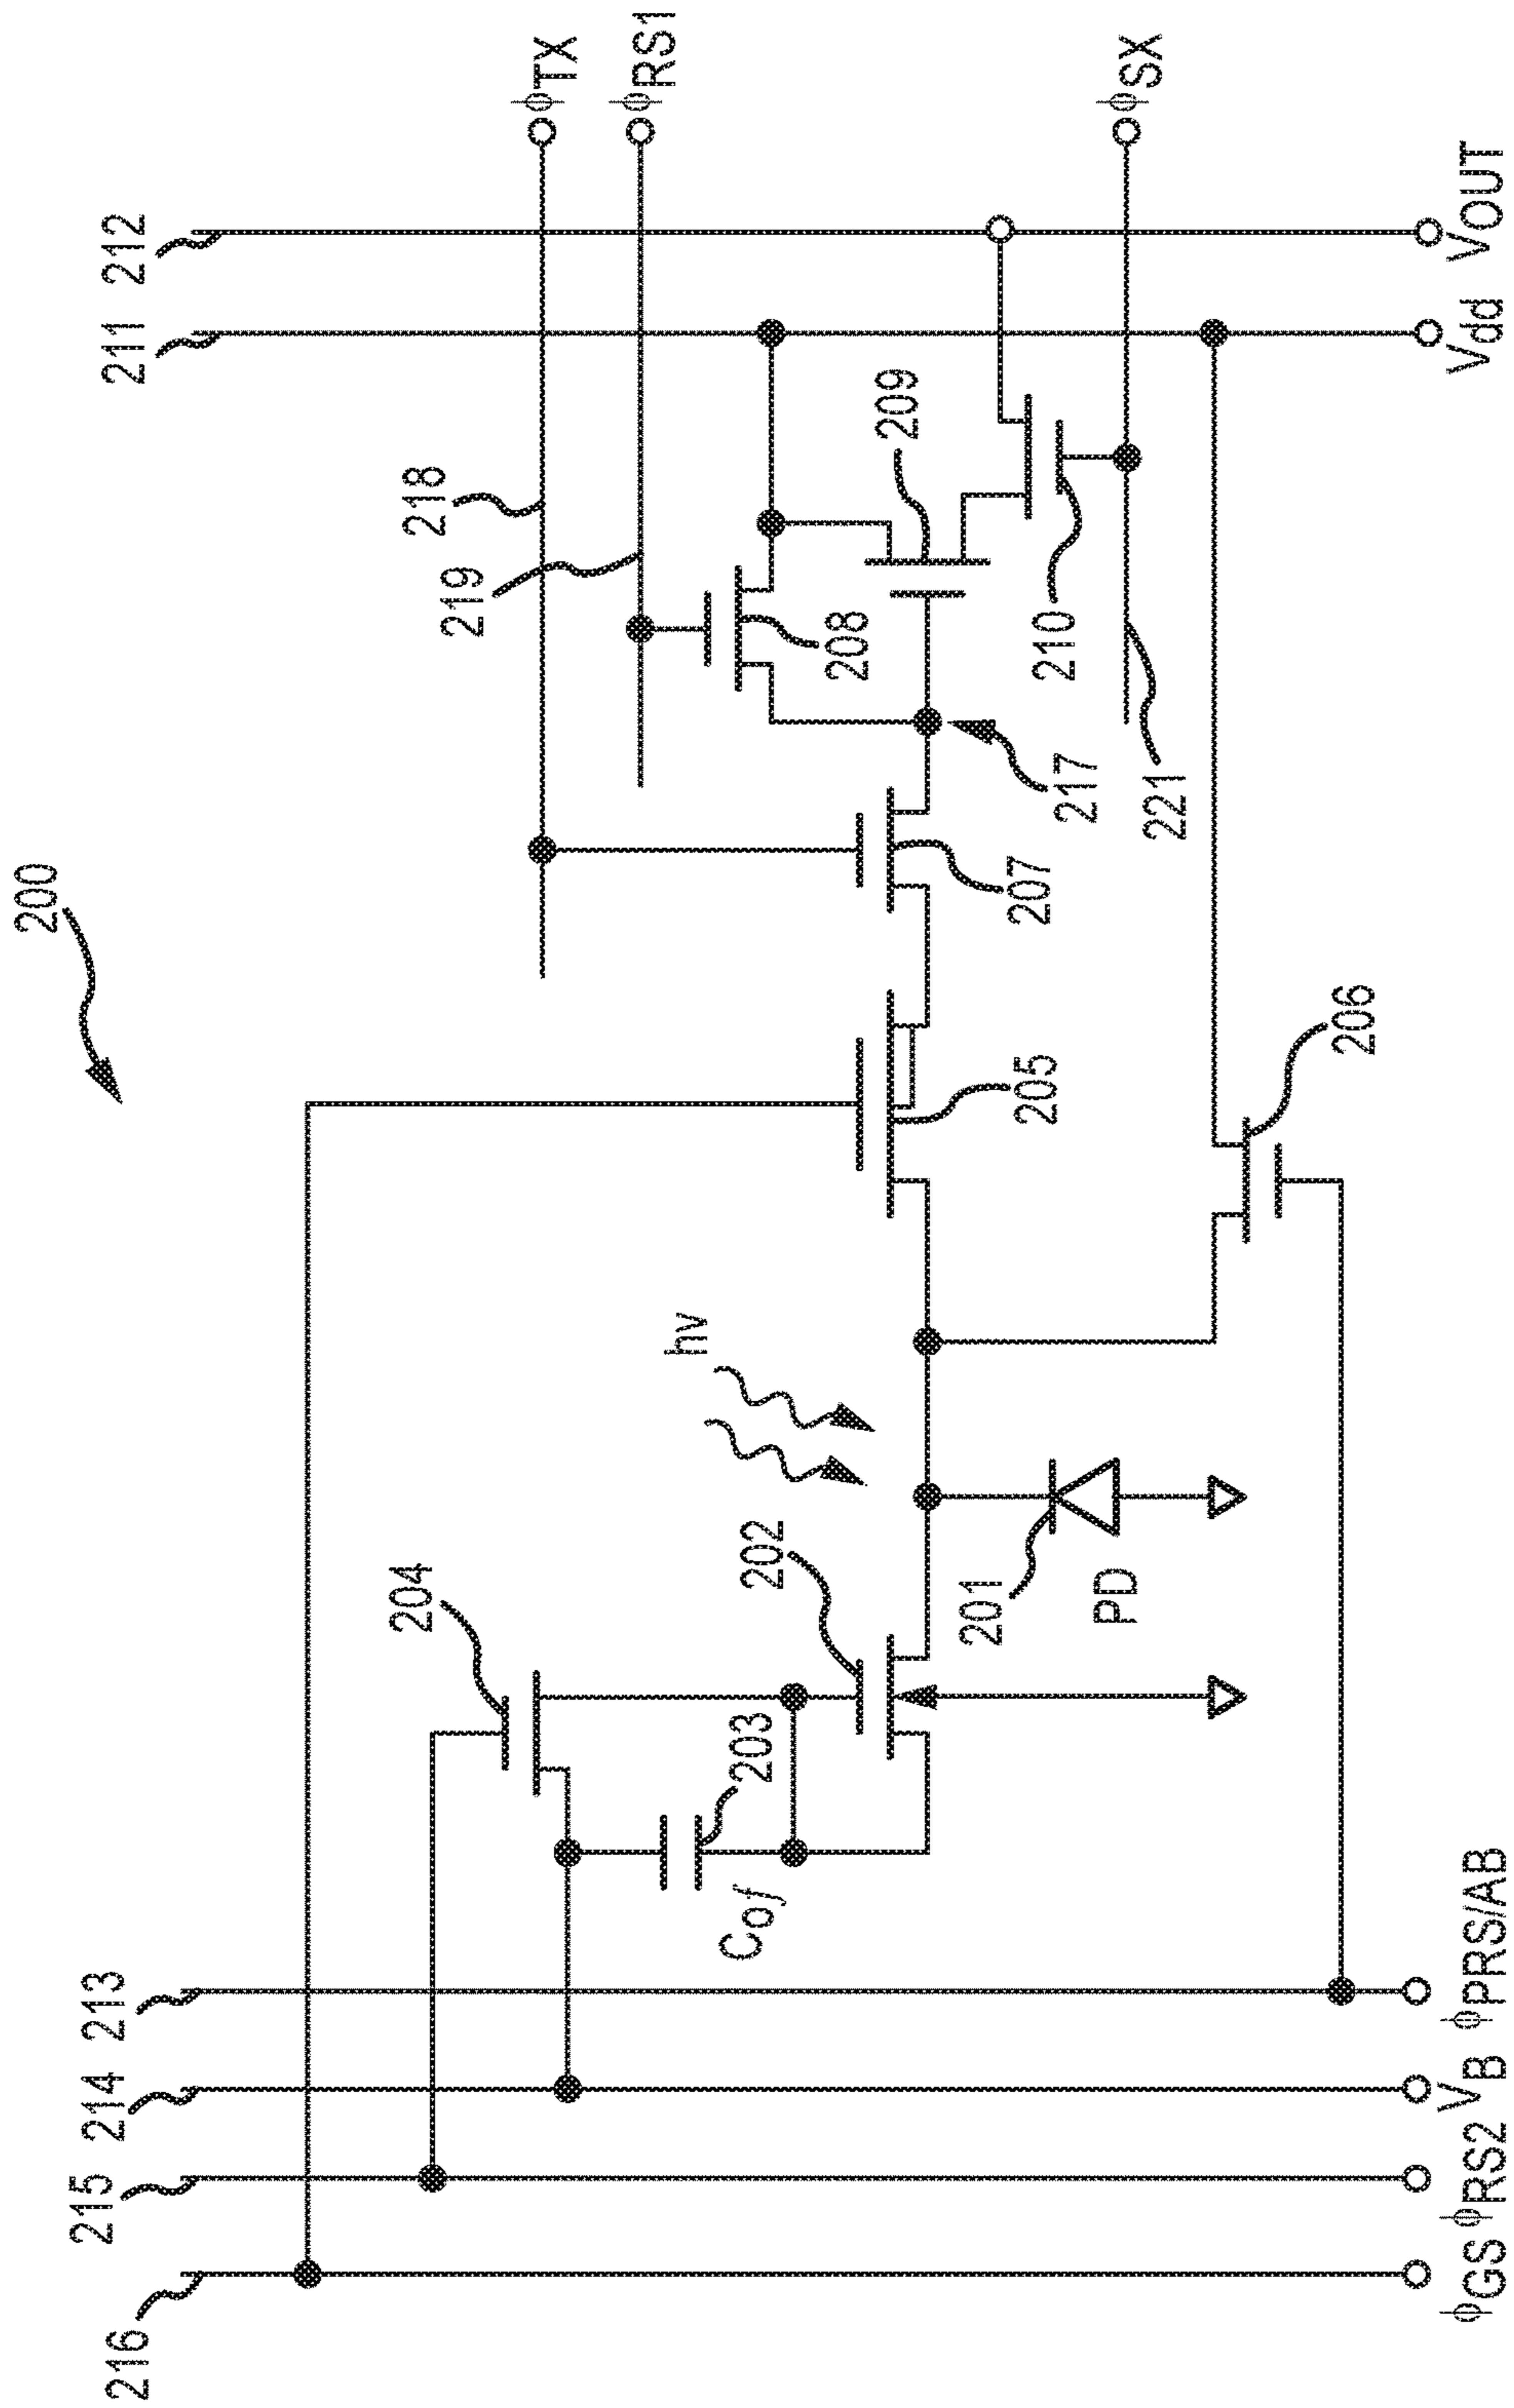 200
216
215
214
213
211
212
204
218
219
ϕTX
ϕRS1
202
203
Cof
hν
208
209
205
207
217
210
221
ϕSX
201
PD
206
ϕGS
ϕRS2
VB
ϕPRS/AB
Vdd
VOUT